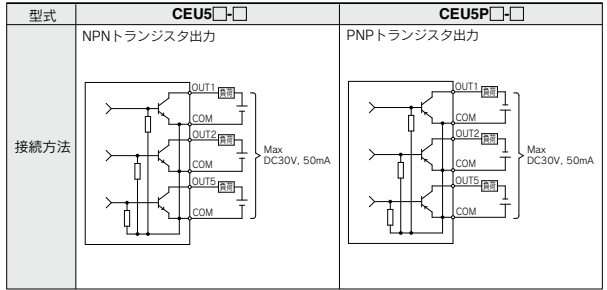 型式
CEU5□-□
CEU5P□-□
接続方法
NPNトランジスタ出力
OUT1
負荷
COM
OUT2
負荷
COM
OUT5
負荷
COM
Max
DC30V, 50mA
PNPトランジスタ出力
OUT1
負荷
COM
OUT2
負荷
COM
OUT5
負荷
COM
Max
DC30V, 50mA